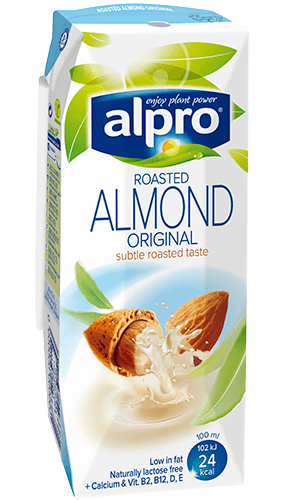 ROASTED ALMOND ORIGINAL
enjoy plant power
alpro
ROASTED
ALMOND
ORIGINAL
subtle roasted taste
100 ml
102 kJ
24
kcal
Low in fat
Naturally lactose free
+ Calcium & Vit. B2, B12, D, E